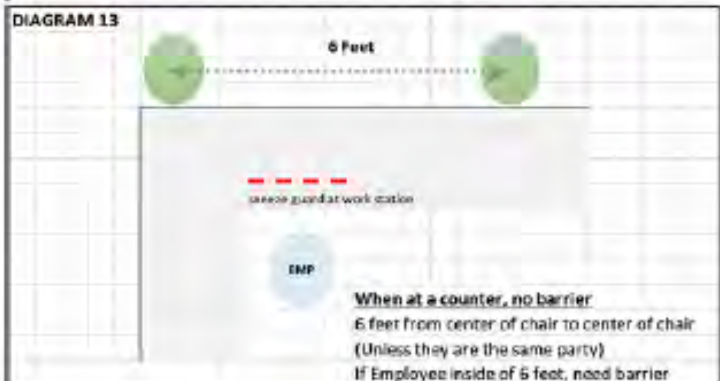 DIAGRAM 13
6 Feet
sneeze guard at work station
EMP
When at a counter, no barrier
6 feet from center of chair to center of chair
(Unless they are the same party)
If Employee inside of 6 feet, need barrier